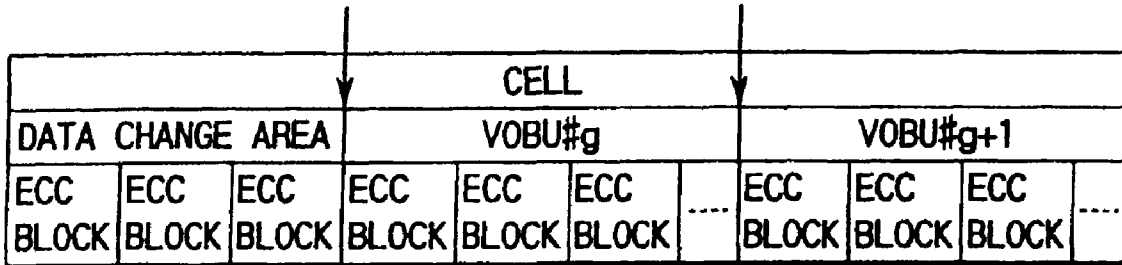 CELL
DATA CHANGE AREA VOBU#g VOBU#g+1
ECC ECC ECC ECC ECC ECC ECC ECC ECC
BLOCK BLOCK BLOCK BLOCK BLOCK BLOCK ---- BLOCK BLOCK BLOCK ----